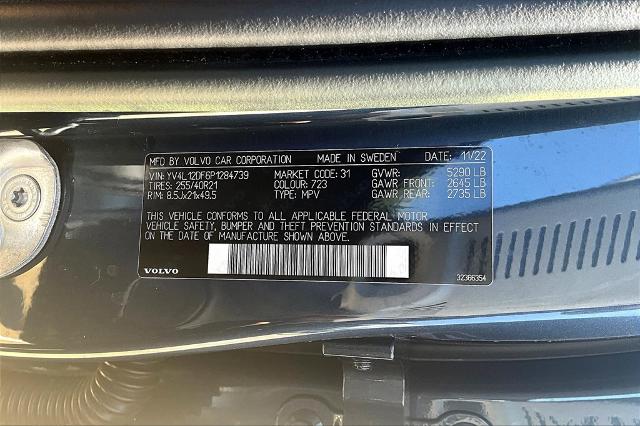 MFD BY VOLVO CAR CORPORATION MADE IN SWEDEN DATE: 11/22
VIN: YV4L12DF6P1284739 MARKET CODE: 31 GVWR: 5290 LB
TIRES: 255/40R21 COLOUR: 723 GAWR FRONT: 2645 LB
RIM: 8.5Jx21x49.5 TYPE: MPV GAWR REAR: 2735 LB
THIS VEHICLE CONFORMS TO ALL APPLICABLE FEDERAL MOTOR
VEHICLE SAFETY, BUMPER AND THEFT PREVENTION STANDARDS IN EFFECT
ON THE DATE OF MANUFACTURE SHOWN ABOVE.
VOLVO 32366354